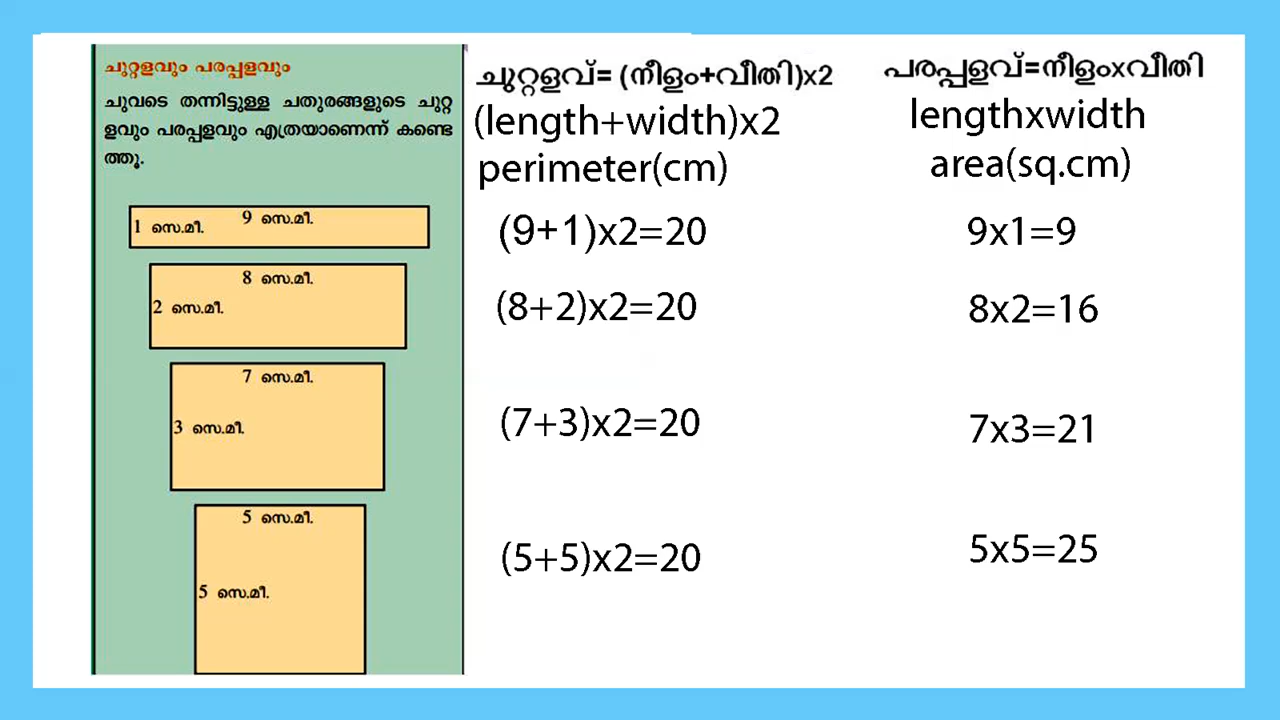 ചുറ്റളവും പരപ്പളവും
ചുവടെ തന്നിട്ടുള്ള ചതുരങ്ങളുടെ ചുറ്റ
ളവും പരപ്പളവും എത്രയാണെന്ന് കണ്ടെ
ത്തൂ.
9 സെ.മീ.
1 സെ.മീ.
8 സെ.മീ.
2 സെ.മീ.
7 സെ.മീ.
3 സെ.മീ.
5 സെ.മീ.
5 സെ.മീ.
ചുറ്റളവ്= (നീളം+വീതി)x2
(length+width)x2
perimeter(cm)
(9+1)x2=20
(8+2)x2=20
(7+3)x2=20
(5+5)x2=20
പരപ്പളവ്=നീളംxവീതി
lengthxwidth
area(sq.cm)
9x1=9
8x2=16
7x3=21
5x5=25